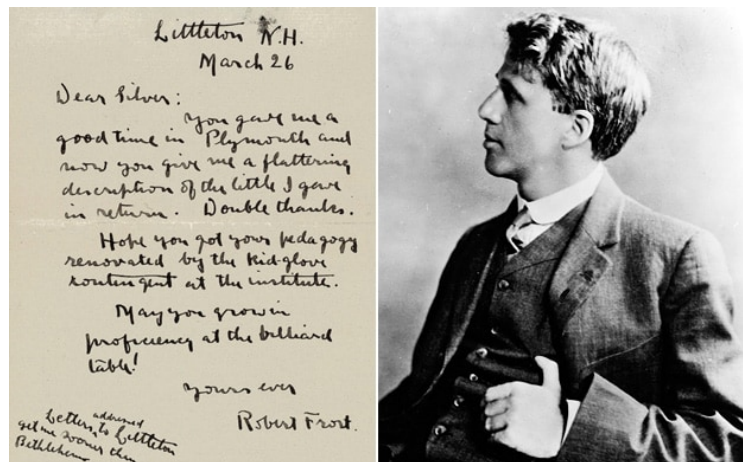 Littleton N.H.
March 26
Dear Silver:
You gave me a
good time in Plymouth and
now you give me a flattering
description of the little I gave
in return. Double thanks.
Hope you got yours pedagogy
renovated by the kid-glove
contingent at the institute.
May you grow in
proficiency at the billiard
table!
Yours ever
Robert Frost.
Letters addressed to Littleton
get me sooner than
Bethlehem